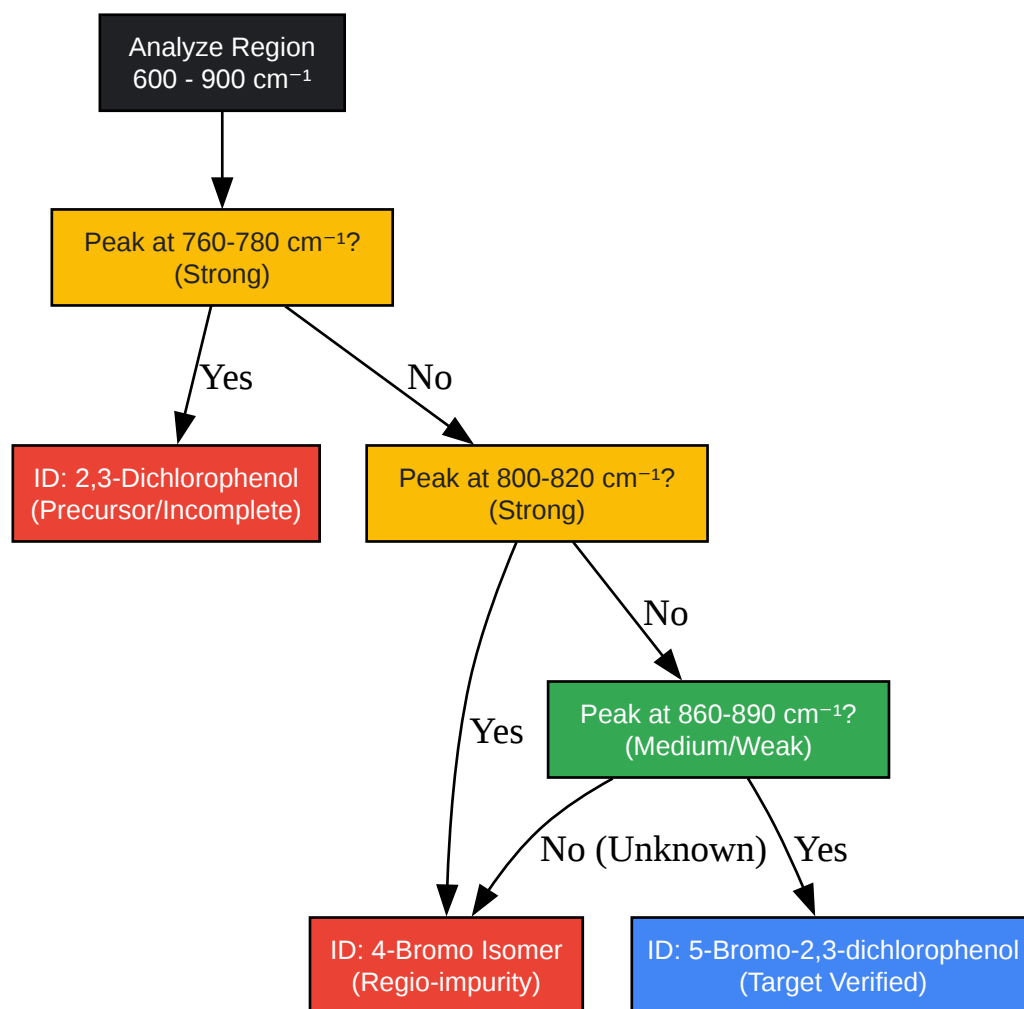 Analyze Region
600 - 900 cm⁻¹
Peak at 760-780 cm⁻¹?
(Strong)
Yes
No
ID: 2,3-Dichlorophenol
(Precursor/Incomplete)
Peak at 800-820 cm⁻¹?
(Strong)
No
Yes
Peak at 860-890 cm⁻¹?
(Medium/Weak)
No (Unknown)
Yes
ID: 4-Bromo Isomer
(Regio-impurity)
ID: 5-Bromo-2,3-dichlorophenol
(Target Verified)